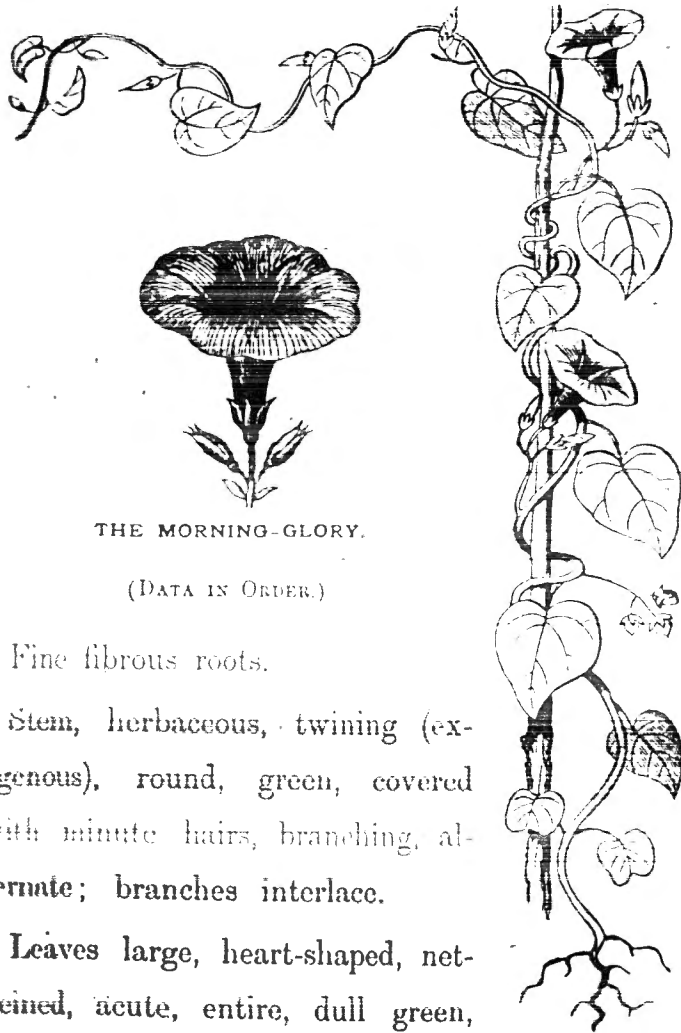 THE MORNING-GLORY.
(DATA IN ORDER.)
Fine fibrous roots.
Stem, herbaceous, twining (ex-
genous), round, green, covered
ith minute hairs, branching, al-
ernate; branches interlace.
Leaves large, heart-shaped, net-
eined, acute, entire, dull green,